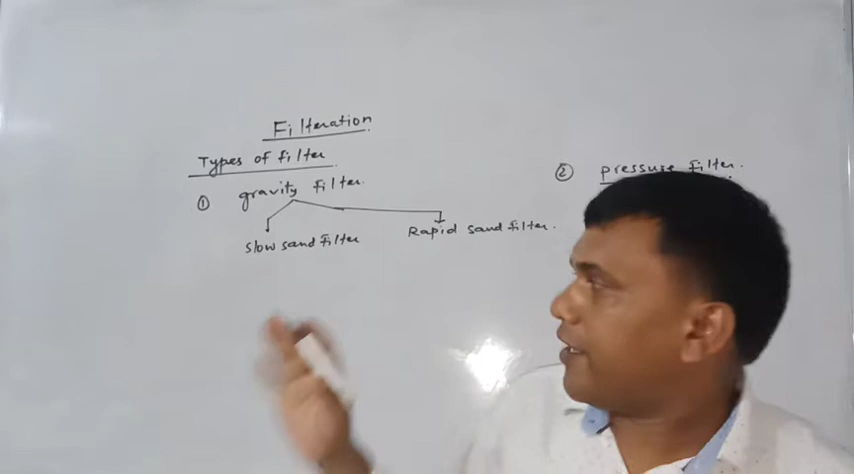 Filteration
Types of filter
① gravity filter.
slow sand filter
Rapid sand filter.
② pressure filter.